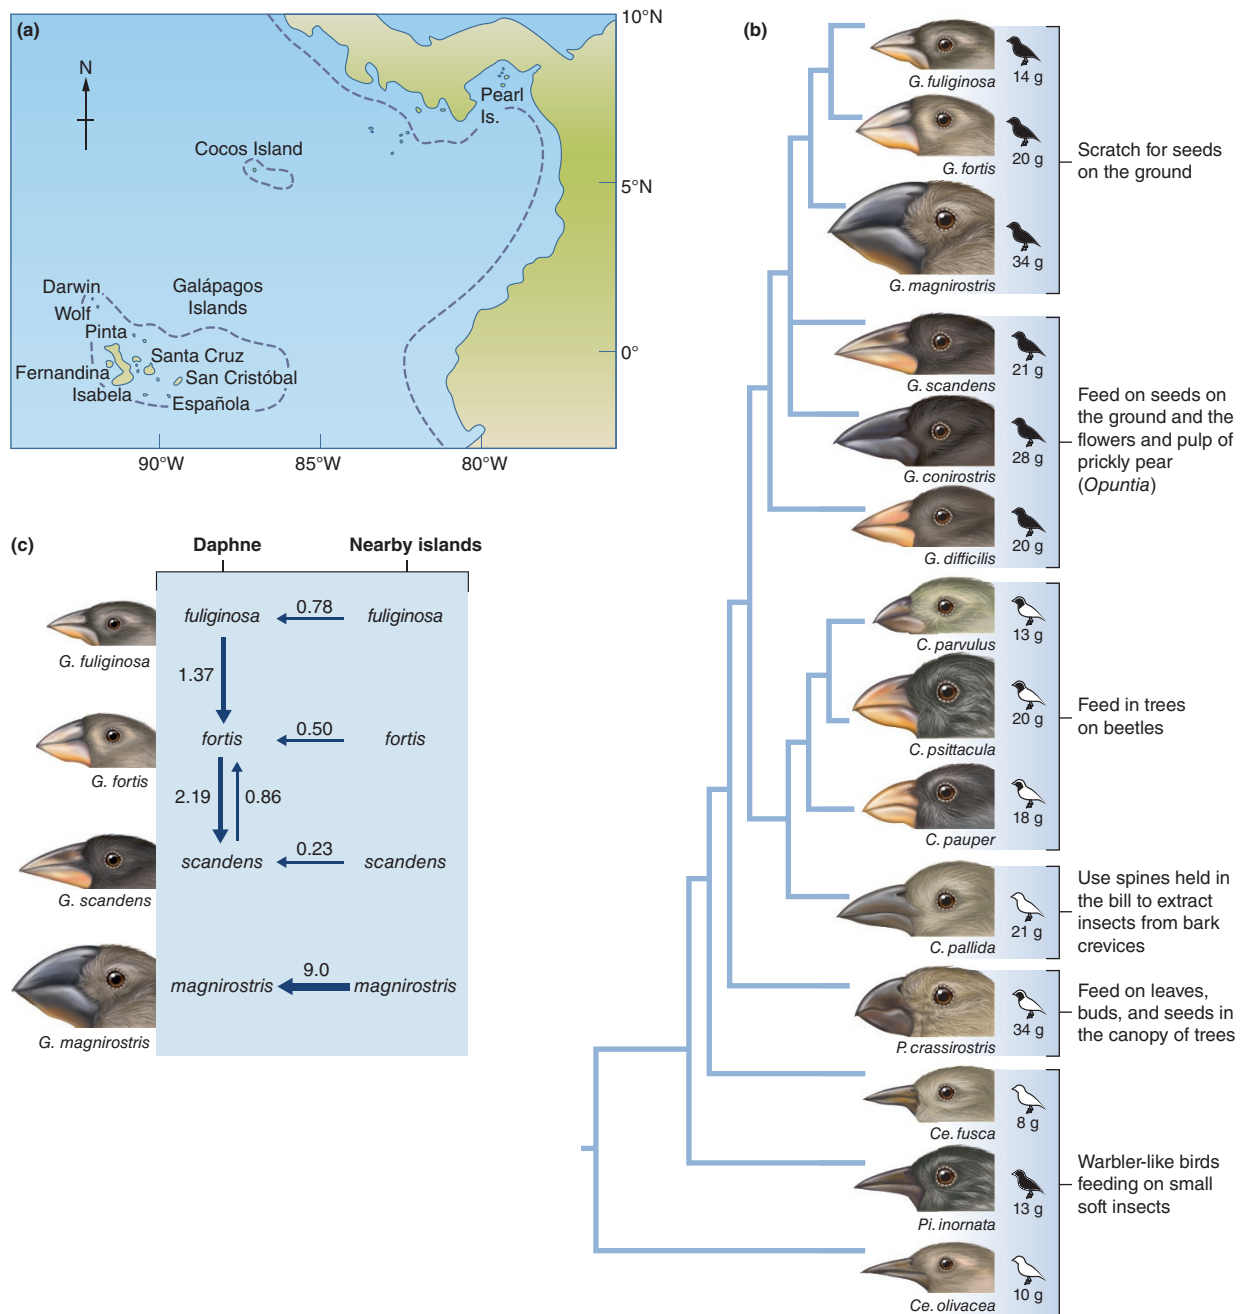 (a)
10°N
N
Pearl
Is.
Cocos Island
5°N
Darwin
Galápagos
Islands
Wolf
Pinta
Santa Cruz
0°
Fernandina
San Cristóbal
Isabela
Española
90°W
85°W
80°W
(b)
G. fuliginosa
14 g
G. fortis
20 g
G. magnirostris
34 g
Scratch for seeds
on the ground
G. scandens
21 g
G. conirostris
28 g
G. difficilis
20 g
Feed on seeds on
the ground and the
flowers and pulp of
prickly pear
(Opuntia)
C. parvulus
13 g
C. psittacula
20 g
C. pauper
18 g
Feed in trees
on beetles
C. pallida
21 g
Use spines held in
the bill to extract
insects from bark
crevices
P. crassirostris
34 g
Feed on leaves,
buds, and seeds in
the canopy of trees
Ce. fusca
8 g
Pi. inornata
13 g
Ce. olivacea
10 g
Warbler-like birds
feeding on small
soft insects
(c)
Daphne
Nearby islands
G. fuliginosa
fuliginosa
0.78
fuliginosa
1.37
G. fortis
fortis
0.50
fortis
2.19
0.86
G. scandens
scandens
0.23
scandens
G. magnirostris
magnirostris
9.0
magnirostris